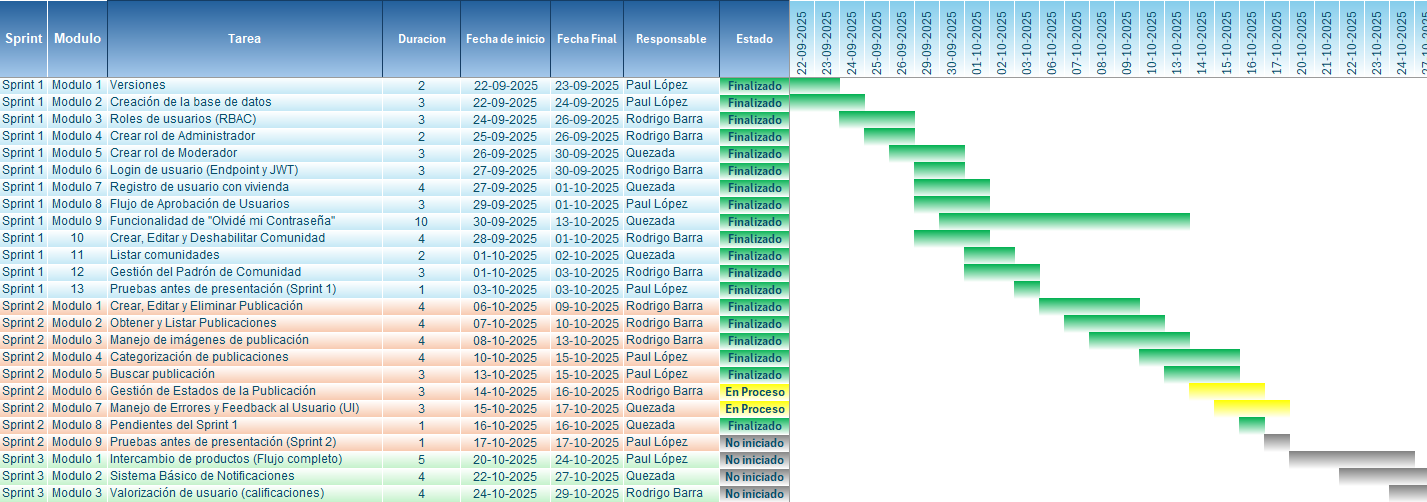 Sprint Modulo Tarea Duracion Fecha de inicio Fecha Final Responsable Estado 22-09-2025 23-09-2025 24-09-2025 25-09-2025 26-09-2025 29-09-2025 30-09-2025 01-10-2025 02-10-2025 03-10-2025 06-10-2025 07-10-2025 08-10-2025 09-10-2025 10-10-2025 13-10-2025 14-10-2025 15-10-2025 16-10-2025 17-10-2025 20-10-2025 21-10-2025 22-10-2025 23-10-2025 24-10-2025
Sprint 1 Modulo 1 Versiones 2 22-09-2025 23-09-2025 Paul López Finalizado
Sprint 1 Modulo 2 Creación de la base de datos 3 22-09-2025 24-09-2025 Paul López Finalizado
Sprint 1 Modulo 3 Roles de usuarios (RBAC) 3 24-09-2025 26-09-2025 Rodrigo Barra Finalizado
Sprint 1 Modulo 4 Crear rol de Administrador 2 25-09-2025 26-09-2025 Rodrigo Barra Finalizado
Sprint 1 Modulo 5 Crear rol de Moderador 3 26-09-2025 30-09-2025 Quezada Finalizado
Sprint 1 Modulo 6 Login de usuario (Endpoint y JWT) 3 27-09-2025 30-09-2025 Rodrigo Barra Finalizado
Sprint 1 Modulo 7 Registro de usuario con vivienda 4 27-09-2025 01-10-2025 Quezada Finalizado
Sprint 1 Modulo 8 Flujo de Aprobación de Usuarios 3 29-09-2025 01-10-2025 Paul López Finalizado
Sprint 1 Modulo 9 Funcionalidad de "Olvidé mi Contraseña" 10 30-09-2025 13-10-2025 Quezada Finalizado
Sprint 1 10 Crear, Editar y Deshabilitar Comunidad 4 28-09-2025 01-10-2025 Rodrigo Barra Finalizado
Sprint 1 11 Listar comunidades 2 01-10-2025 02-10-2025 Quezada Finalizado
Sprint 1 12 Gestión del Padrón de Comunidad 3 01-10-2025 03-10-2025 Rodrigo Barra Finalizado
Sprint 1 13 Pruebas antes de presentación (Sprint 1) 1 03-10-2025 03-10-2025 Paul López Finalizado
Sprint 2 Modulo 1 Crear, Editar y Eliminar Publicación 4 06-10-2025 09-10-2025 Rodrigo Barra Finalizado
Sprint 2 Modulo 2 Obtener y Listar Publicaciones 4 07-10-2025 10-10-2025 Rodrigo Barra Finalizado
Sprint 2 Modulo 3 Manejo de imágenes de publicación 4 08-10-2025 13-10-2025 Rodrigo Barra Finalizado
Sprint 2 Modulo 4 Categorización de publicaciones 4 10-10-2025 15-10-2025 Paul López Finalizado
Sprint 2 Modulo 5 Buscar publicación 3 13-10-2025 15-10-2025 Paul López Finalizado
Sprint 2 Modulo 6 Gestión de Estados de la Publicación 3 14-10-2025 16-10-2025 Rodrigo Barra En Proceso
Sprint 2 Modulo 7 Manejo de Errores y Feedback al Usuario (UI) 3 15-10-2025 17-10-2025 Quezada En Proceso
Sprint 2 Modulo 8 Pendientes del Sprint 1 1 16-10-2025 16-10-2025 Quezada Finalizado
Sprint 2 Modulo 9 Pruebas antes de presentación (Sprint 2) 1 17-10-2025 17-10-2025 Paul López No iniciado
Sprint 3 Modulo 1 Intercambio de productos (Flujo completo) 5 20-10-2025 24-10-2025 Paul López No iniciado
Sprint 3 Modulo 2 Sistema Básico de Notificaciones 4 22-10-2025 27-10-2025 Quezada No iniciado
Sprint 3 Modulo 3 Valorización de usuario (calificaciones) 4 24-10-2025 29-10-2025 Rodrigo Barra No iniciado